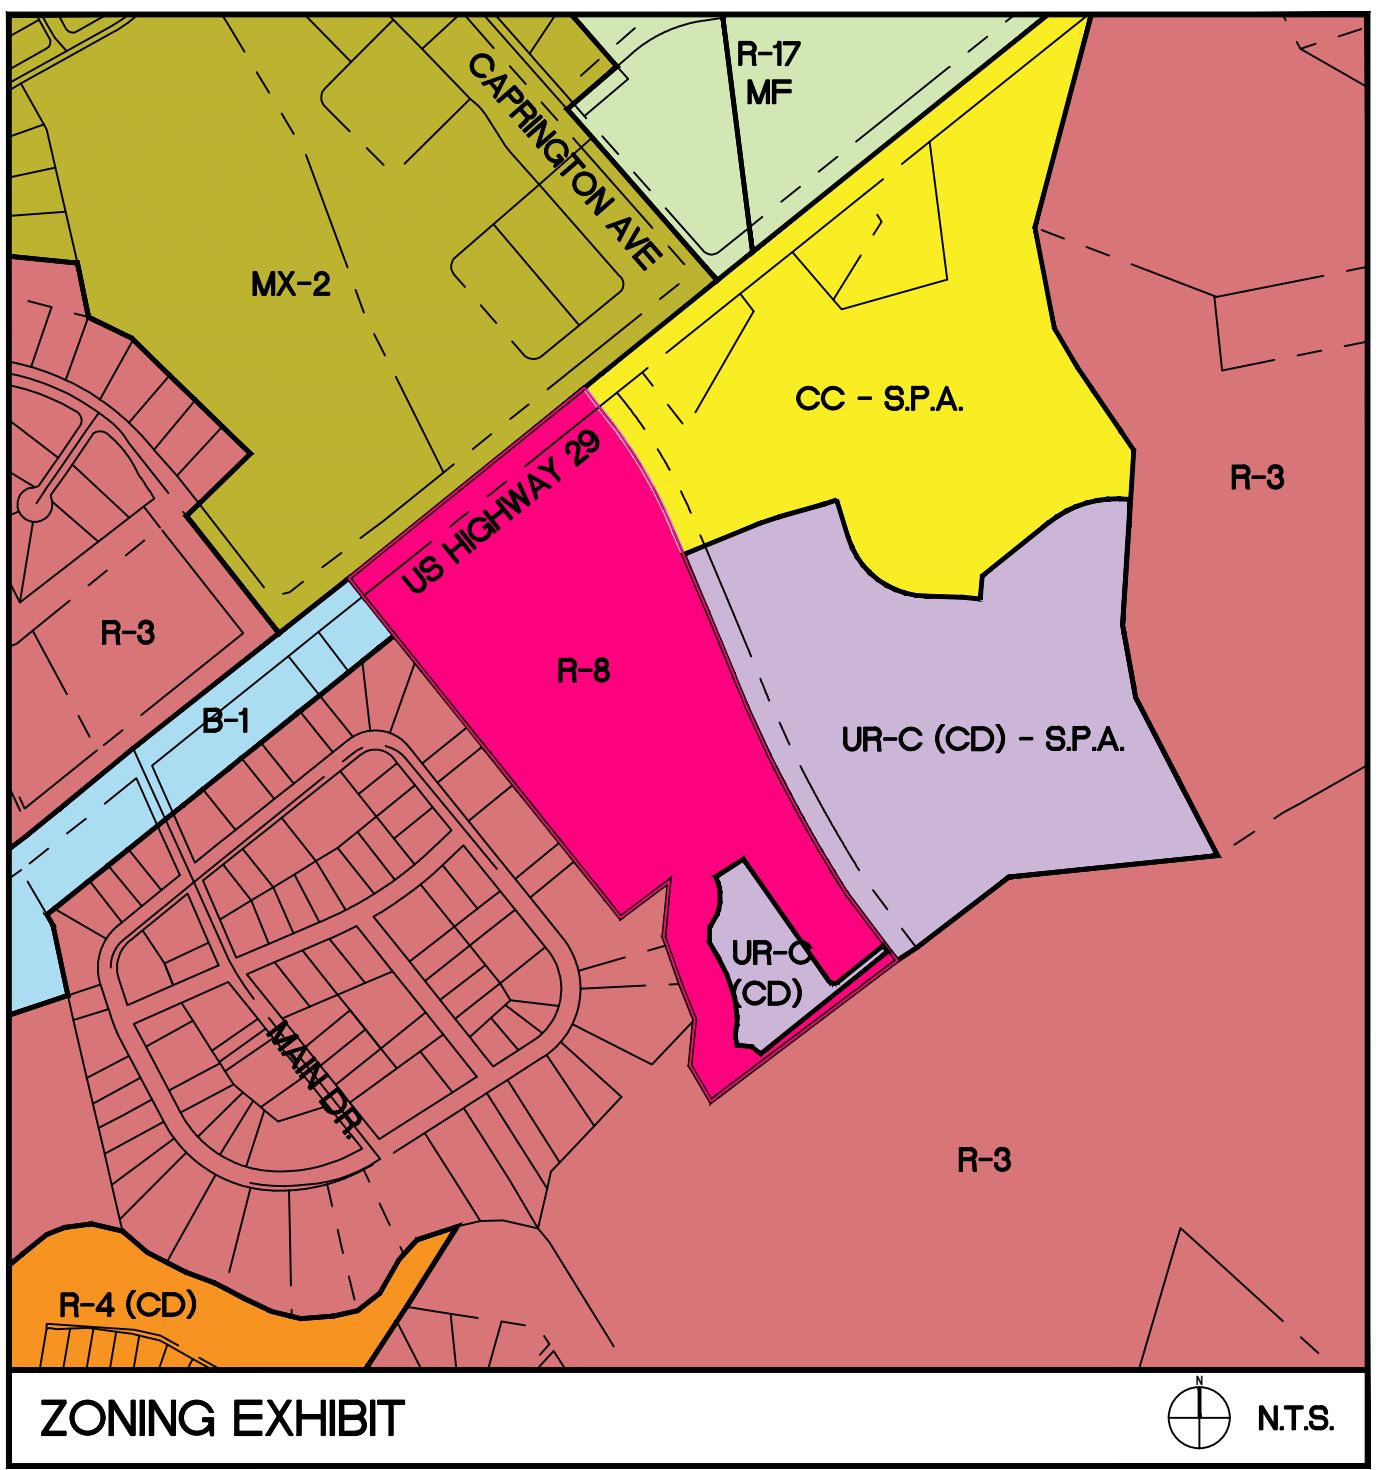 R-17
MF
CAPRINGTON AVE
MX-2
CC - S.P.A.
R-3
US HIGHWAY 29
R-3
R-8
B-1
UR-C (CD) - S.P.A.
UR-C
(CD)
MAIN DR.
R-3
R-4 (CD)
ZONING EXHIBIT
N
N.T.S.